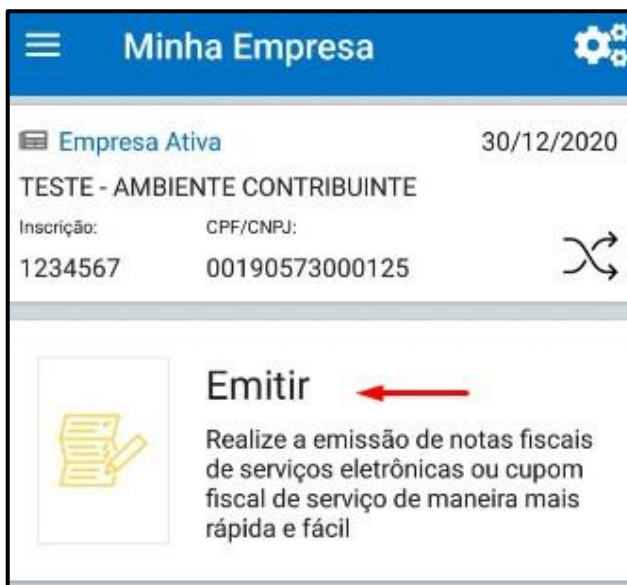 Minha Empresa
Empresa Ativa 30/12/2020
TESTE - AMBIENTE CONTRIBUINTE
Inscrição: CPF/CNPJ:
1234567 00190573000125
Emitir
Realize a emissão de notas fiscais
de serviços eletrônicas ou cupom
fiscal de serviço de maneira mais
rápida e fácil